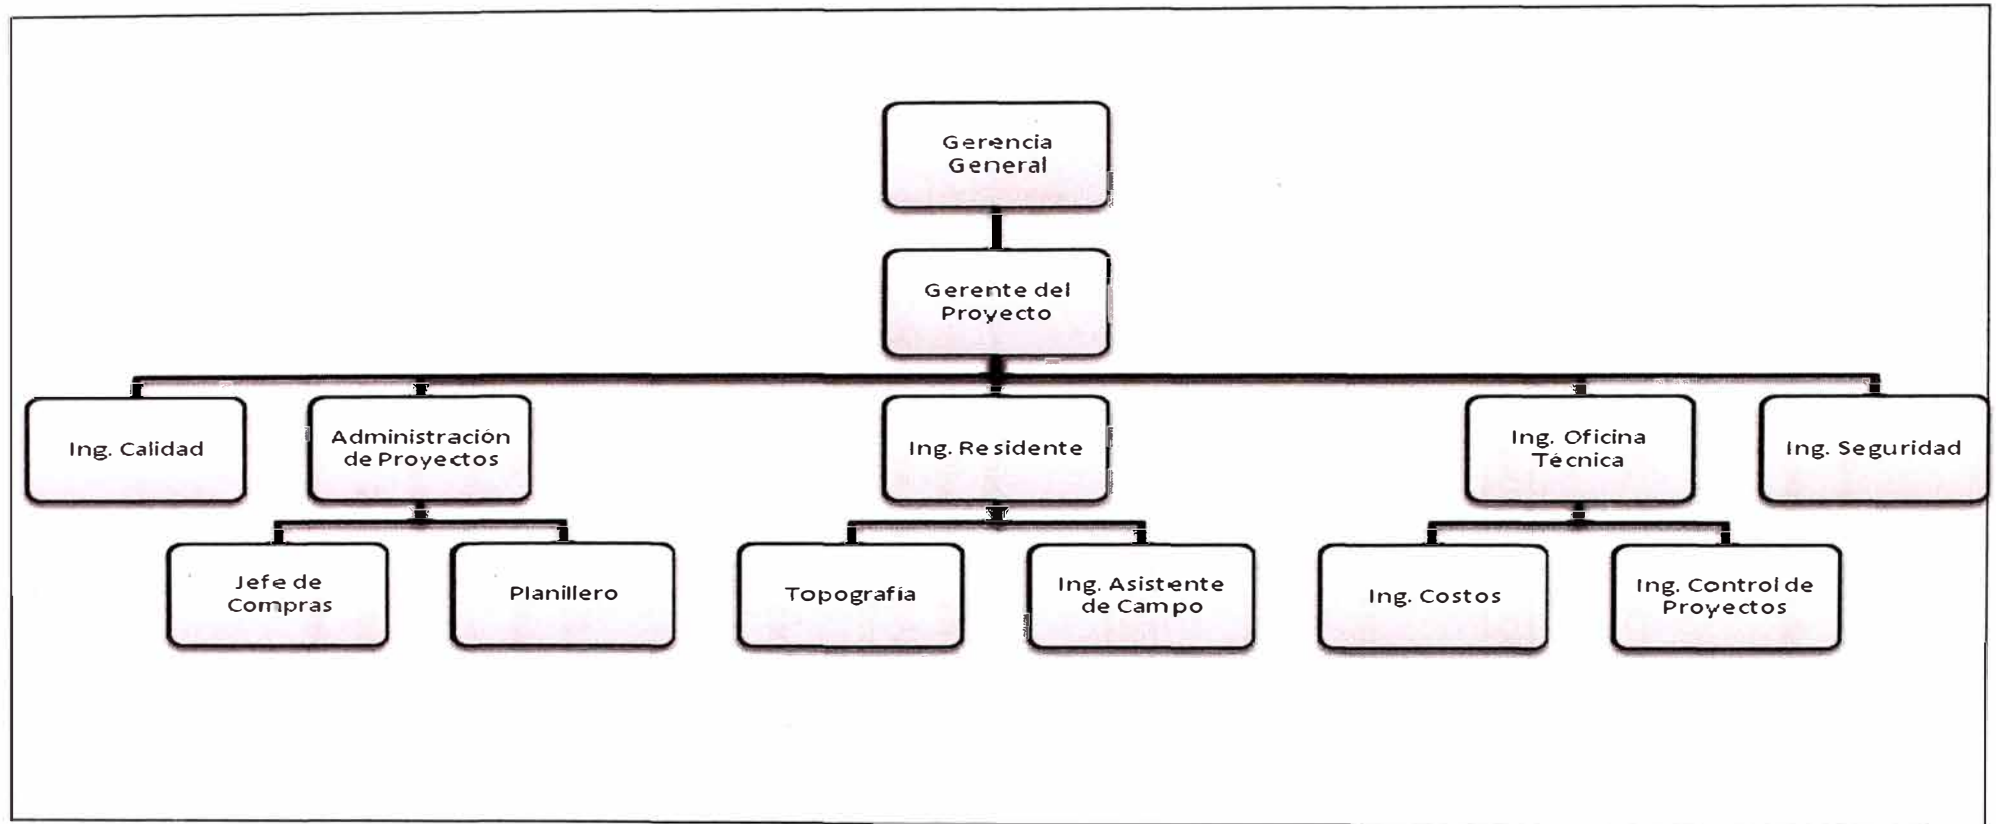 Gerencia
General
Gerente del
Proyecto
Ing. Calidad
Administración
de Proyectos
Ing. Residente
Ing. Oficina
Técnica
Ing. Seguridad
Jefe de
Compras
Planillero
Topografía
Ing. Asistente
de Campo
Ing. Costos
Ing. Control de
Proyectos